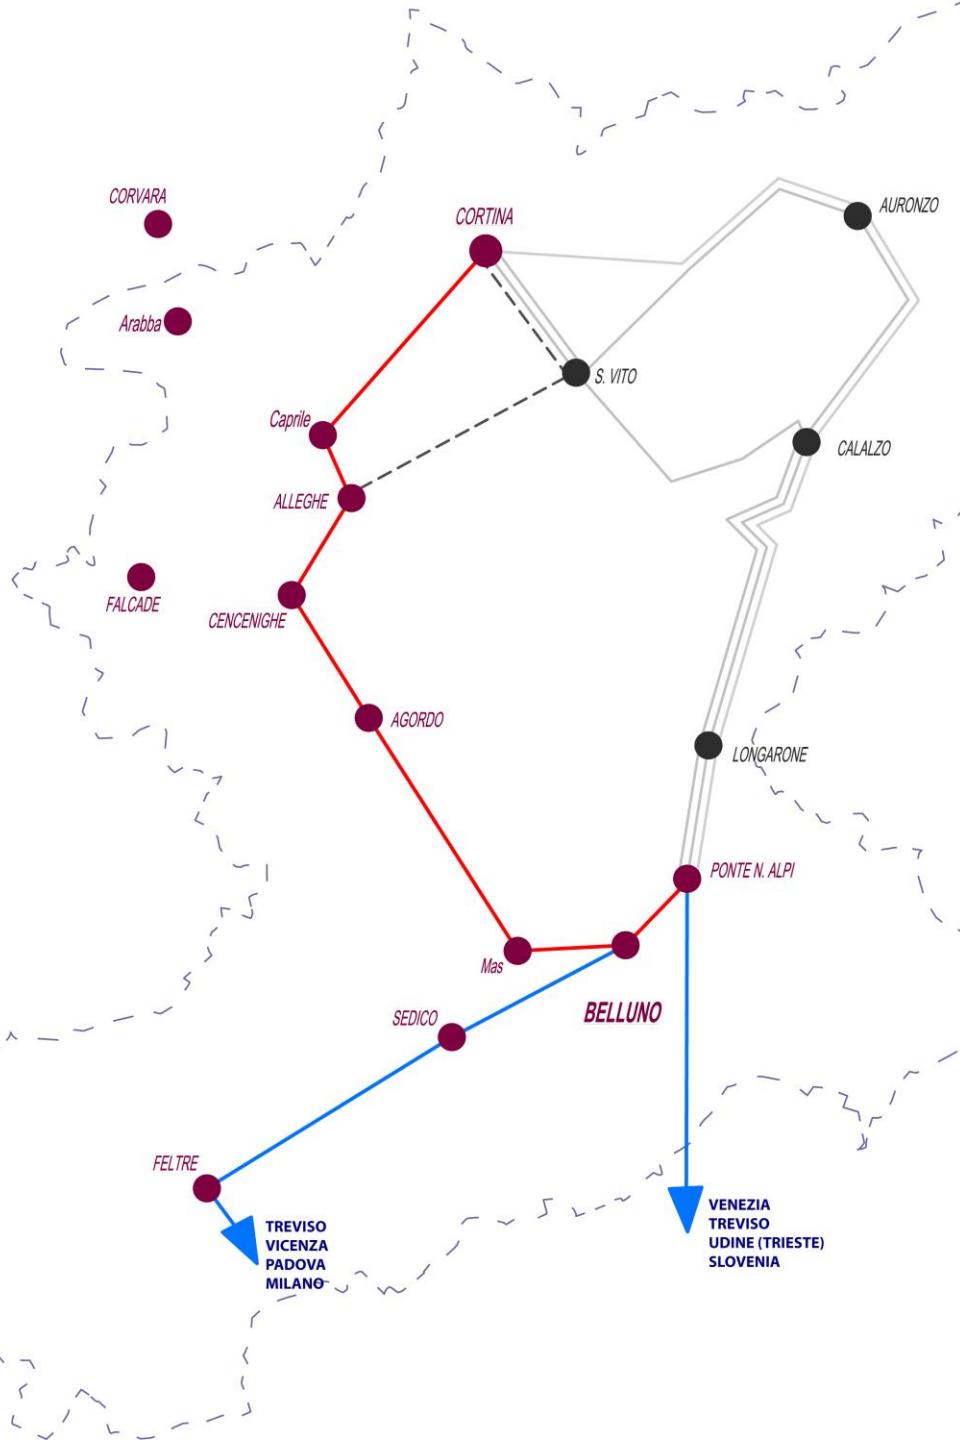 CORVARA
AURONZO
CORTINA
Arabba
S. VITO
Caprile
CALALZO
ALLEGHE
FALCADE
CENCENIGHE
AGORDO
LONGARONE
PONTE N. ALPI
Mas
BELLUNO
SEDICO
FELTRE
VENEZIA
TREVISO
UDINE (TRIESTE)
SLOVENIA
TREVISO
VICENZA
PADOVA
MILANO